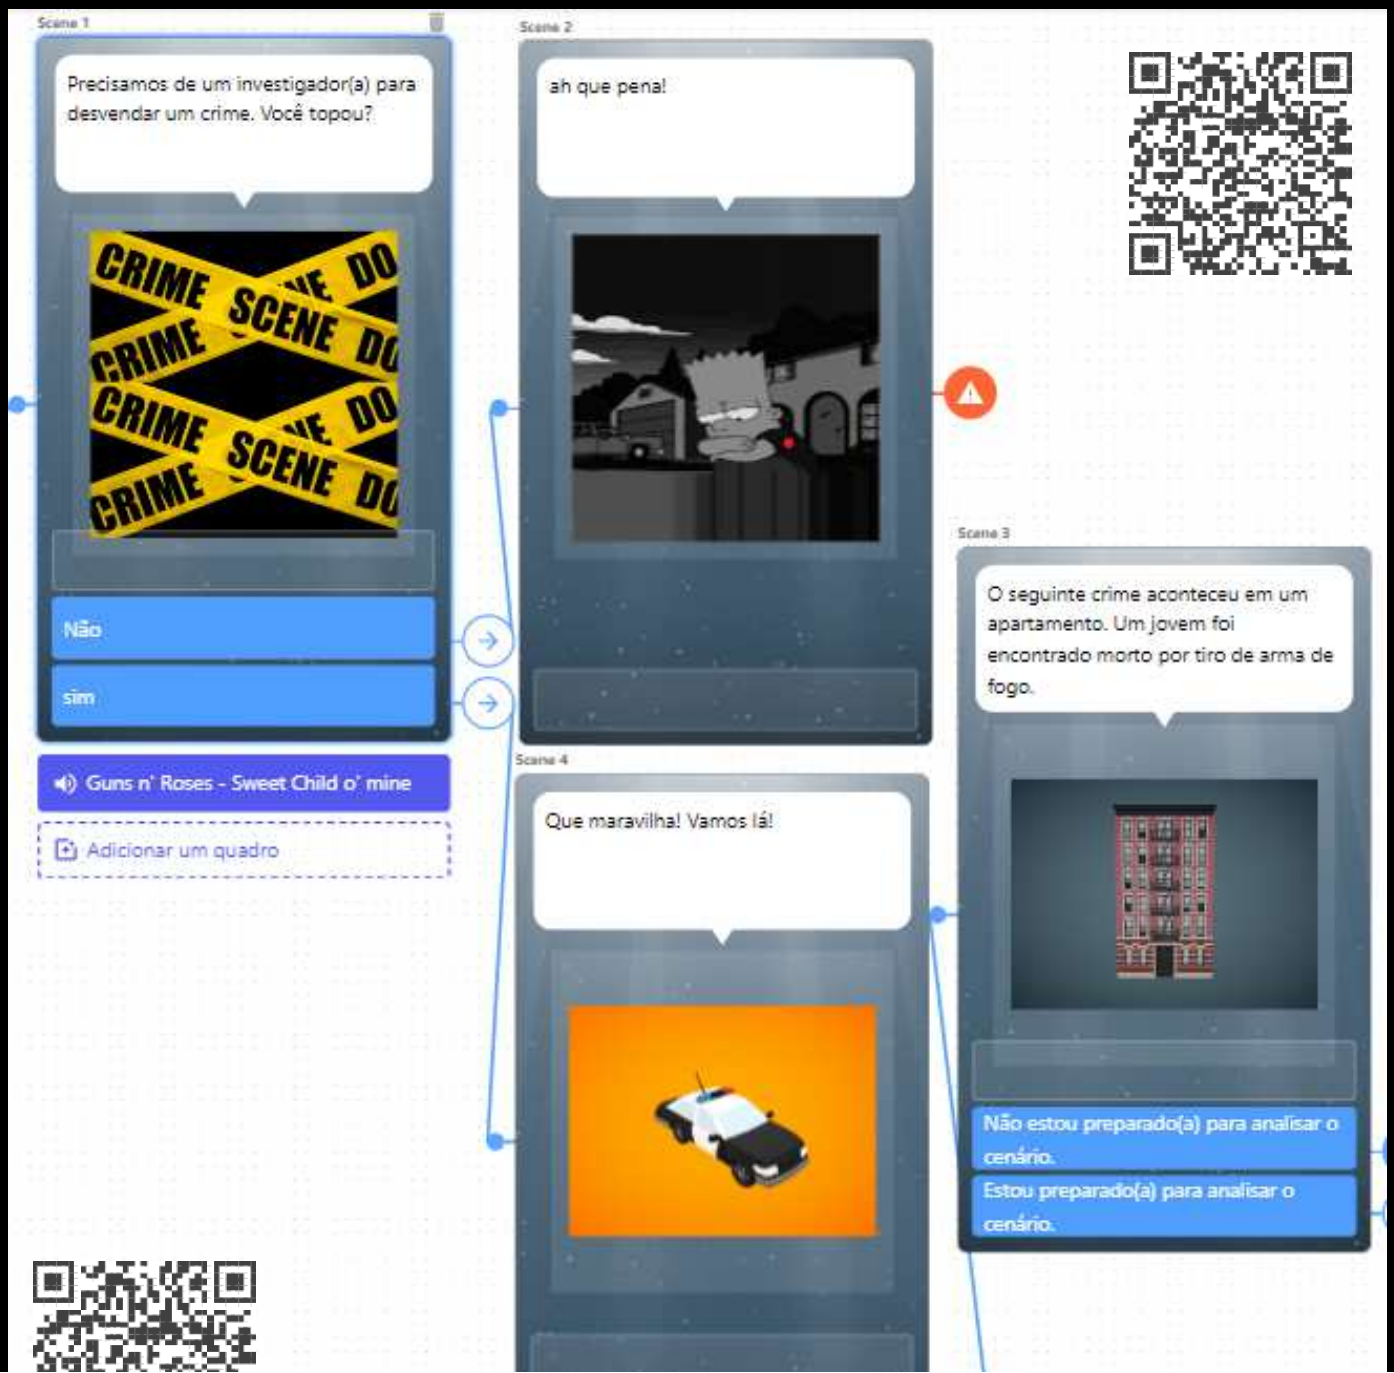 Scene 1
Precisamos de um investigador(a) para
desvendar um crime. Você topou?
CRIME SCENE DO
CRIME NE DO
CRIME SCENE DO
CRIME NE DO
Não
sim
Guns n' Roses - Sweet Child o' mine
Adicionar um quadro
Scene 2
ah que pena!
Scene 4
Que maravilha! Vamos lá!
Scene 3
O seguinte crime aconteceu em um
apartamento. Um jovem foi
encontrado morto por tiro de arma de
fogo.
Não estou preparado(a) para analisar o
cenário.
Estou preparado(a) para analisar o
cenário.